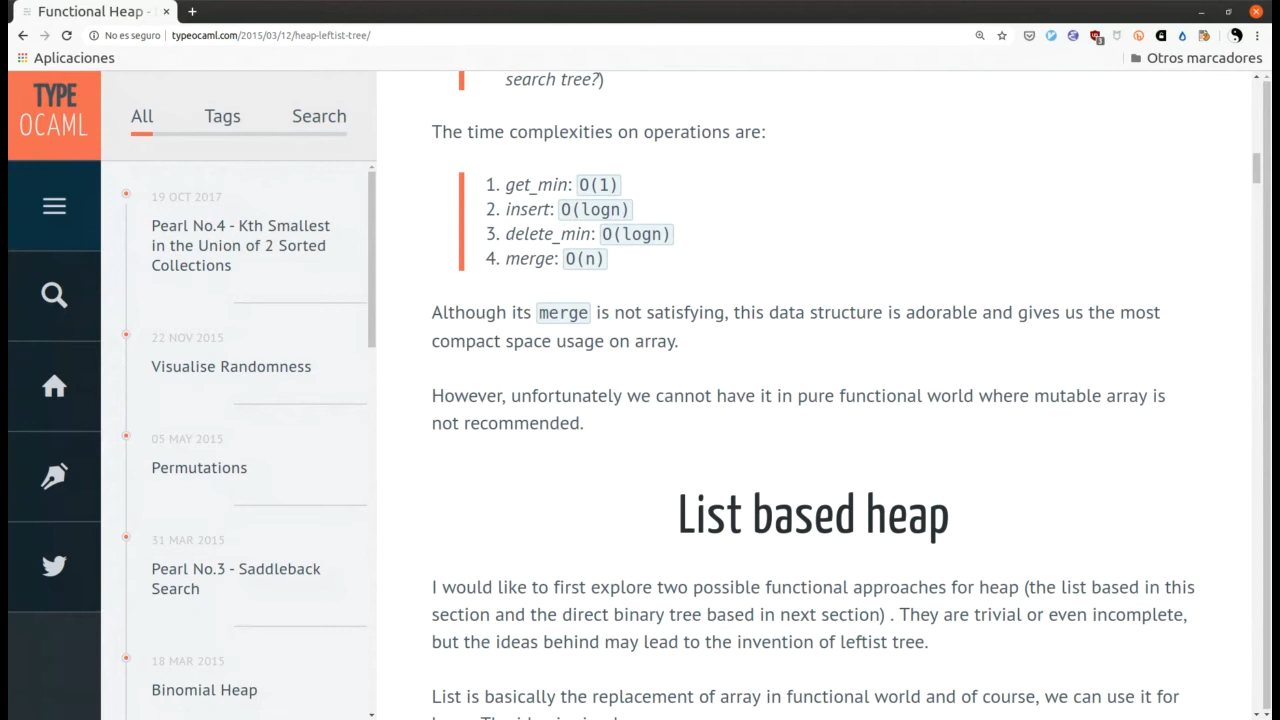 Functional Heap -
No es seguro
typeocaml.com/2015/03/12/heap-leftist-tree/
Aplicaciones
Otros marcadores
TYPE
OCAML
All
Tags
Search
19 OCT 2017
Pearl No.4 - Kth Smallest
in the Union of 2 Sorted
Collections
22 NOV 2015
Visualise Randomness
05 MAY 2015
Permutations
31 MAR 2015
Pearl No.3 - Saddleback
Search
18 MAR 2015
Binomial Heap
search tree?)
The time complexities on operations are:
1. get_min: O(1)
2. insert: O(logn)
3. delete_min: O(logn)
4. merge: O(n)
Although its merge is not satisfying, this data structure is adorable and gives us the most
compact space usage on array.
However, unfortunately we cannot have it in pure functional world where mutable array is
not recommended.
List based heap
I would like to first explore two possible functional approaches for heap (the list based in this
section and the direct binary tree based in next section) . They are trivial or even incomplete,
but the ideas behind may lead to the invention of leftist tree.
List is basically the replacement of array in functional world and of course, we can use it for